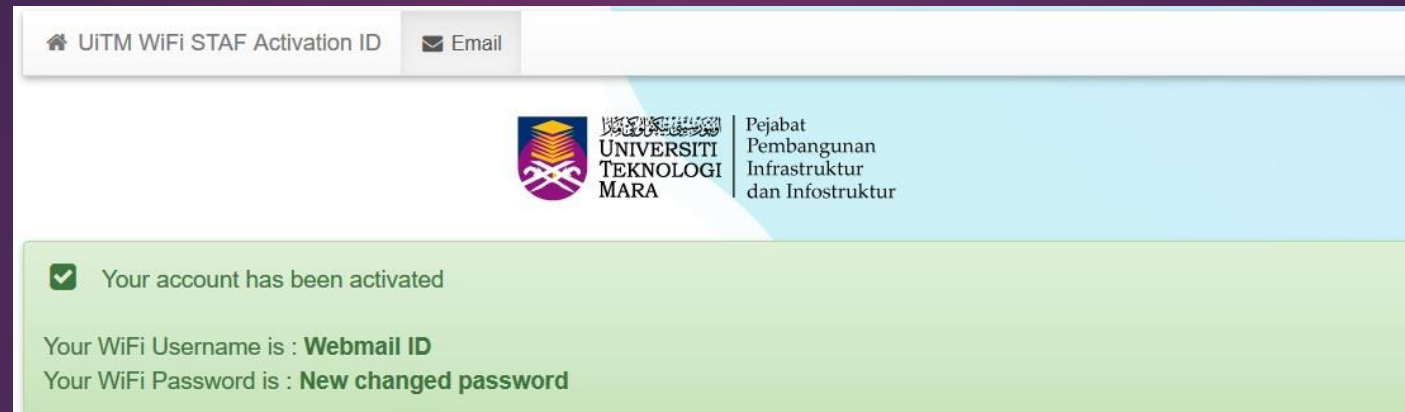 UiTM WiFi STAF Activation ID Email
UNIVERSITI
TEKNOLOGI
MARA
Pejabat
Pembangunan
Infrastruktur
dan Infostruktur
Your account has been activated
Your WiFi Username is : Webmail ID
Your WiFi Password is : New changed password